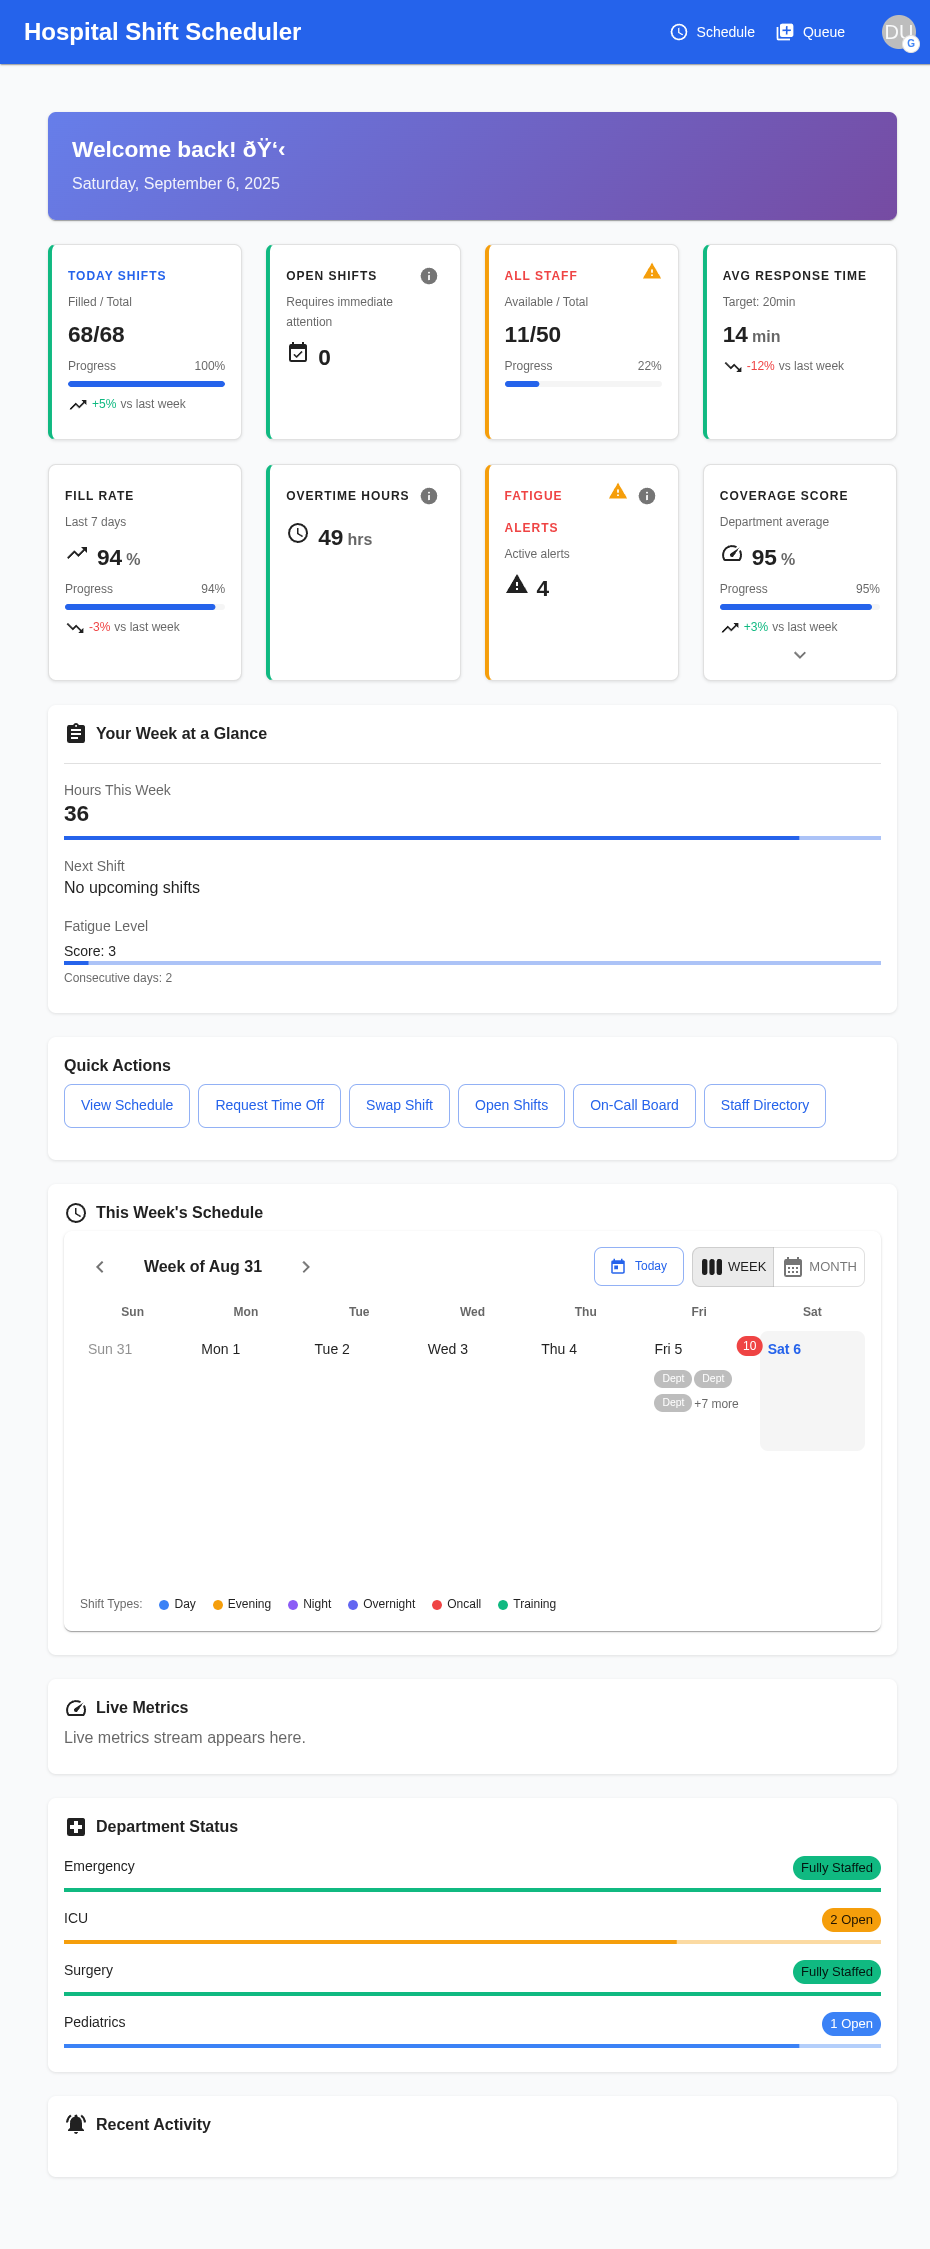 Hospital Shift Scheduler
Schedule
Queue
DU
G
Welcome back! ðŸ‘‹
Saturday, September 6, 2025
TODAY SHIFTS
Filled / Total
68/68
Progress 100%
+5% vs last week
OPEN SHIFTS
Requires immediate
attention
0
ALL STAFF
Available / Total
11/50
Progress 22%
AVG RESPONSE TIME
Target: 20min
14 min
-12% vs last week
FILL RATE
Last 7 days
94 %
Progress 94%
-3% vs last week
OVERTIME HOURS
49 hrs
FATIGUE
ALERTS
Active alerts
4
COVERAGE SCORE
Department average
95 %
Progress 95%
+3% vs last week
Your Week at a Glance
Hours This Week
36
Next Shift
No upcoming shifts
Fatigue Level
Score: 3
Consecutive days: 2
Quick Actions
View Schedule Request Time Off Swap Shift Open Shifts On-Call Board Staff Directory
This Week's Schedule
Week of Aug 31 Today WEEK MONTH
Sun Mon Tue Wed Thu Fri Sat
Sun 31 Mon 1 Tue 2 Wed 3 Thu 4 Fri 5 10 Sat 6
Dept Dept
Dept +7 more
Shift Types: Day Evening Night Overnight Oncall Training
Live Metrics
Live metrics stream appears here.
Department Status
Emergency Fully Staffed
ICU 2 Open
Surgery Fully Staffed
Pediatrics 1 Open
Recent Activity